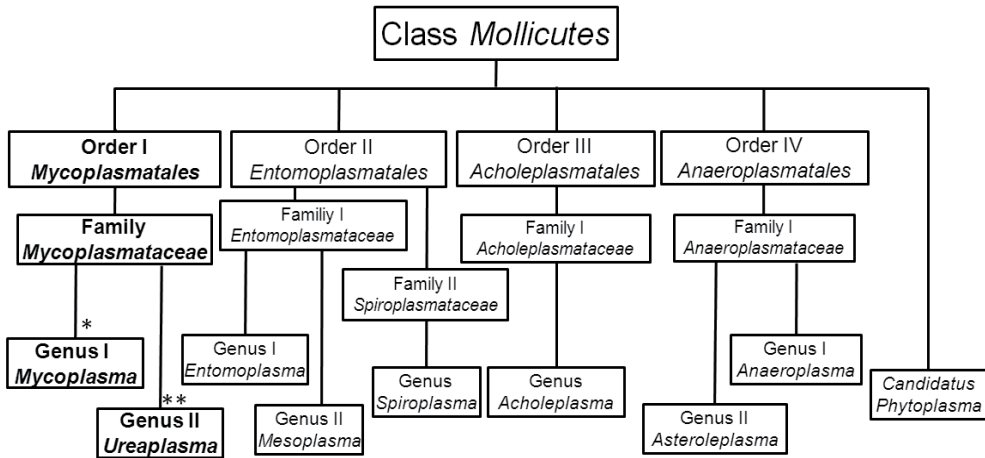 Class Mollicutes
Order I
Mycoplasmatales
Order II
Entomoplasmatales
Order III
Acholeplasmatales
Order IV
Anaeroplasmatales
Family
Mycoplasmataceae
Familiy I
Entomoplasmataceae
Family I
Acholeplasmataceae
Family I
Anaeroplasmataceae
Family II
Spiroplasmataceae
*
Genus I
Mycoplasma
Genus I
Entomoplasma
Genus I
Anaeroplasma
Genus
Spiroplasma
Genus
Acholeplasma
Candidatus
Phytoplasma
**
Genus II
Ureaplasma
Genus II
Mesoplasma
Genus II
Asteroleplasma